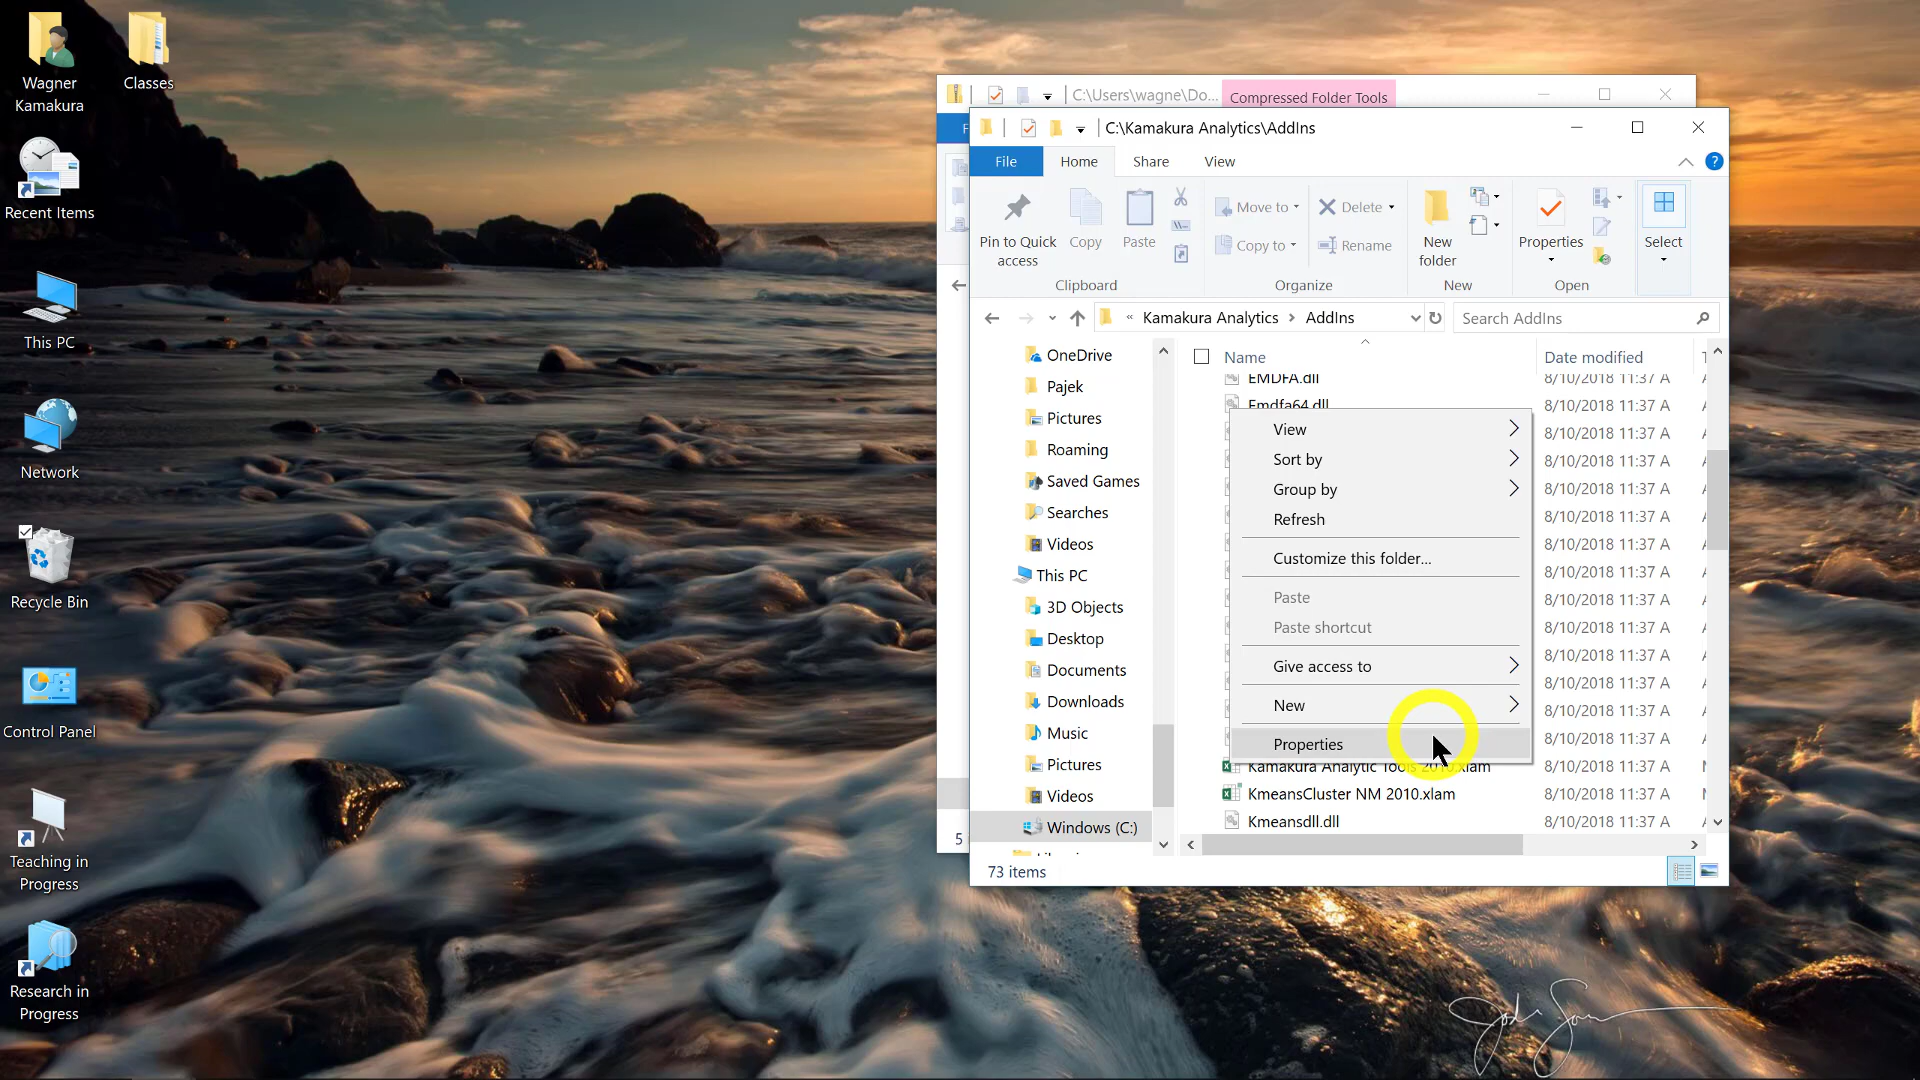 Wagner
Kamakura
Classes
Recent Items
This PC
Network
Recycle Bin
Control Panel
Teaching in
Progress
Research in
Progress
C:\Users\wagne\Do...
Compressed Folder Tools
C:\Kamakura Analytics\AddIns
File
Home
Share
View
Pin to Quick
access
Copy
Paste
Move to
Copy to
Delete
Rename
New
folder
Properties
Select
Clipboard
Organize
New
Open
« Kamakura Analytics > AddIns
Search AddIns
OneDrive
Pajek
Pictures
Roaming
Saved Games
Searches
Videos
This PC
3D Objects
Desktop
Documents
Downloads
Music
Pictures
Videos
Windows (C:)
Name
Date modified
EMDFA.dll
8/10/2018 11:37 A
Emdfa64.dll
8/10/2018 11:37 A
8/10/2018 11:37 A
8/10/2018 11:37 A
8/10/2018 11:37 A
8/10/2018 11:37 A
8/10/2018 11:37 A
8/10/2018 11:37 A
8/10/2018 11:37 A
8/10/2018 11:37 A
8/10/2018 11:37 A
8/10/2018 11:37 A
8/10/2018 11:37 A
8/10/2018 11:37 A
Kamakura Analytic Tools 2010.xlam
8/10/2018 11:37 A
KmeansCluster NM 2010.xlam
8/10/2018 11:37 A
Kmeansdll.dll
8/10/2018 11:37 A
View
Sort by
Group by
Refresh
Customize this folder...
Paste
Paste shortcut
Give access to
New
Properties
5
73 items